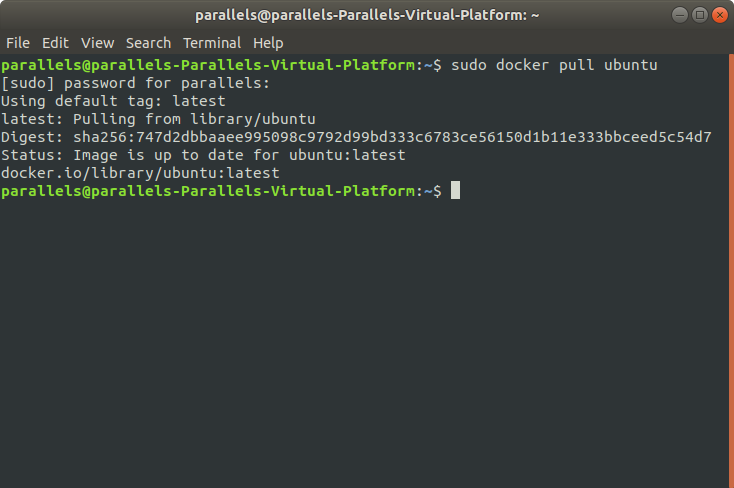 parallels@parallels-Parallels-Virtual-Platform: ~
File Edit View Search Terminal Help
parallels@parallels-Parallels-Virtual-Platform:~$ sudo docker pull ubuntu
[sudo] password for parallels:
Using default tag: latest
latest: Pulling from library/ubuntu
Digest: sha256:747d2dbbaaee995098c9792d99bd333c6783ce56150d1b11e333bbceed5c54d7
Status: Image is up to date for ubuntu:latest
docker.io/library/ubuntu:latest
parallels@parallels-Parallels-Virtual-Platform:~$